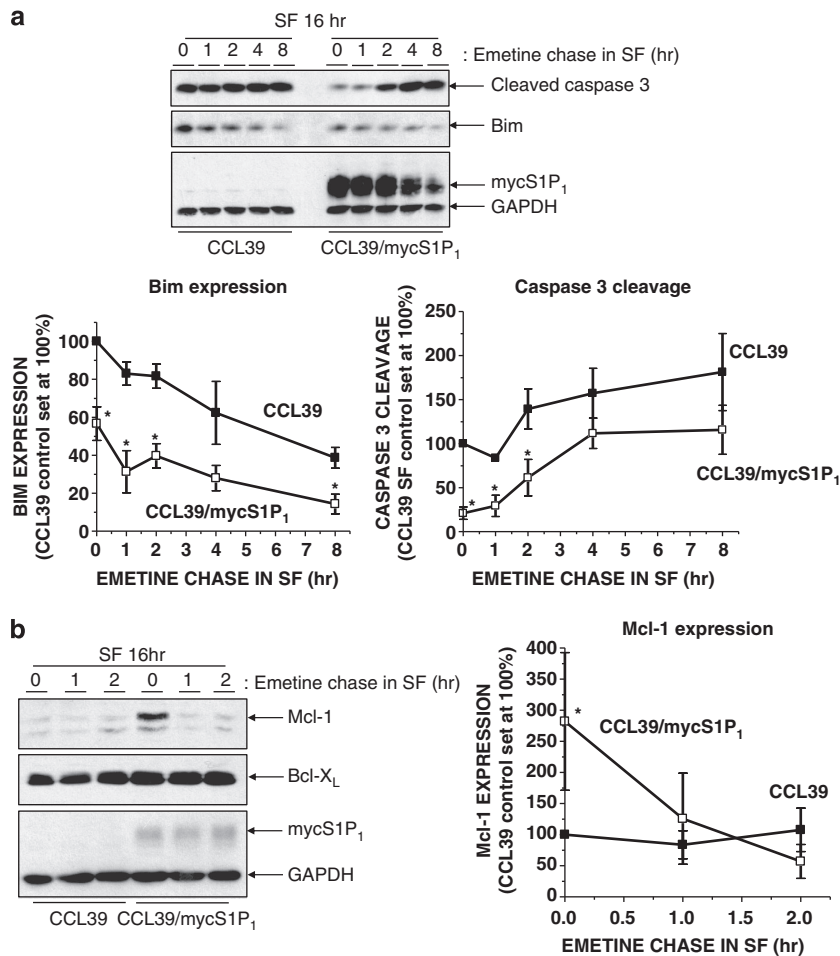 a
SF 16 hr
0 1 2 4 8 0 1 2 4 8 : Emetine chase in SF (hr)
Cleaved caspase 3
Bim
mycS1P1
GAPDH
CCL39 CCL39/mycS1P1
Bim expression
BIM EXPRESSION
(CCL39 control set at 100%)
100
80
60
40
20
0
*
*
*
*
CCL39
CCL39/mycS1P1
0 1 2 3 4 5 6 7 8
EMETINE CHASE IN SF (hr)
Caspase 3 cleavage
CASPASE 3 CLEAVAGE
(CCL39 SF control set at 100%)
250
200
150
100
50
0
*
*
*
CCL39
CCL39/mycS1P1
0 1 2 3 4 5 6 7 8
EMETINE CHASE IN SF (hr)
b
SF 16hr
0 1 2 0 1 2 : Emetine chase in SF (hr)
Mcl-1
Bcl-XL
mycS1P1
GAPDH
CCL39 CCL39/mycS1P1
Mcl-1 expression
Mcl-1 EXPRESSION
(CCL39 control set at 100%)
400
350
300
250
200
150
100
50
0
*
CCL39/mycS1P1
CCL39
0.0 0.5 1.0 1.5 2.0
EMETINE CHASE IN SF (hr)